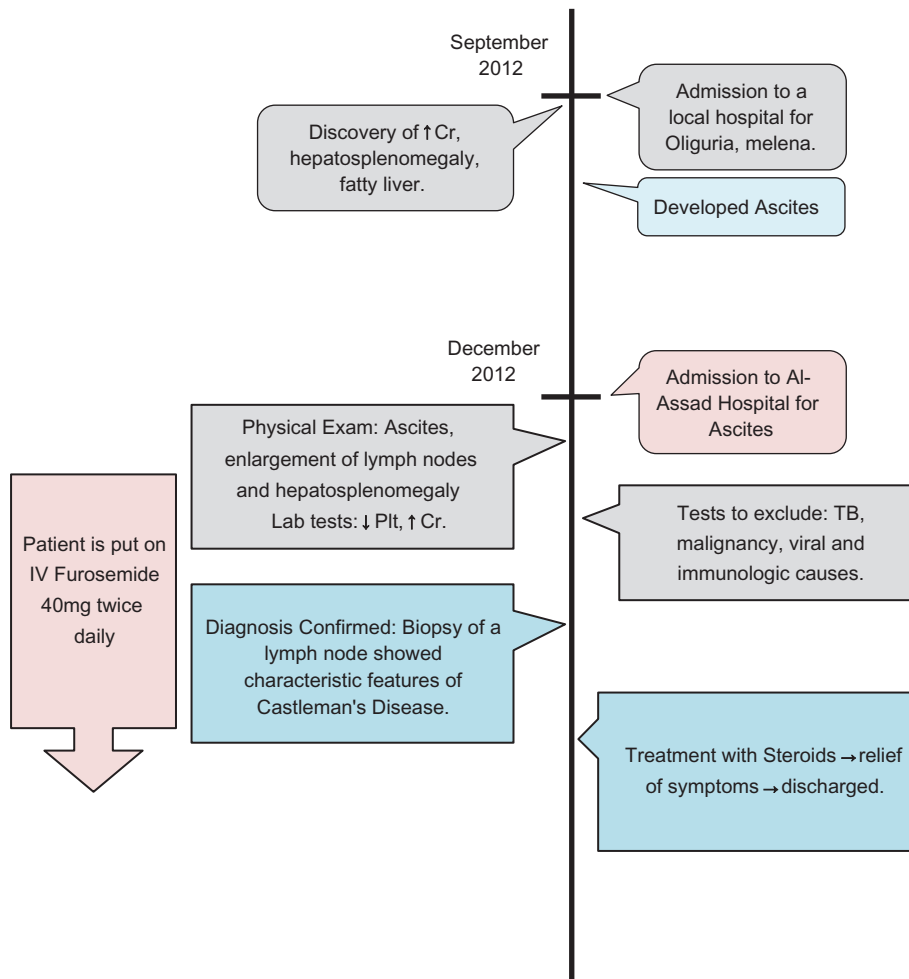 September
2012
Admission to a
local hospital for
Oliguria, melena.
Discovery of ↑Cr,
hepatosplenomegaly,
fatty liver.
Developed Ascites
December
2012
Admission to Al-
Assad Hospital for
Ascites
Physical Exam: Ascites,
enlargement of lymph nodes
and hepatosplenomegaly
Lab tests: ↓Plt, ↑Cr.
Patient is put on
IV Furosemide
40mg twice
daily
Tests to exclude: TB,
malignancy, viral and
immunologic causes.
Diagnosis Confirmed: Biopsy of a
lymph node showed
characteristic features of
Castleman's Disease.
Treatment with Steroids→relief
of symptoms→discharged.